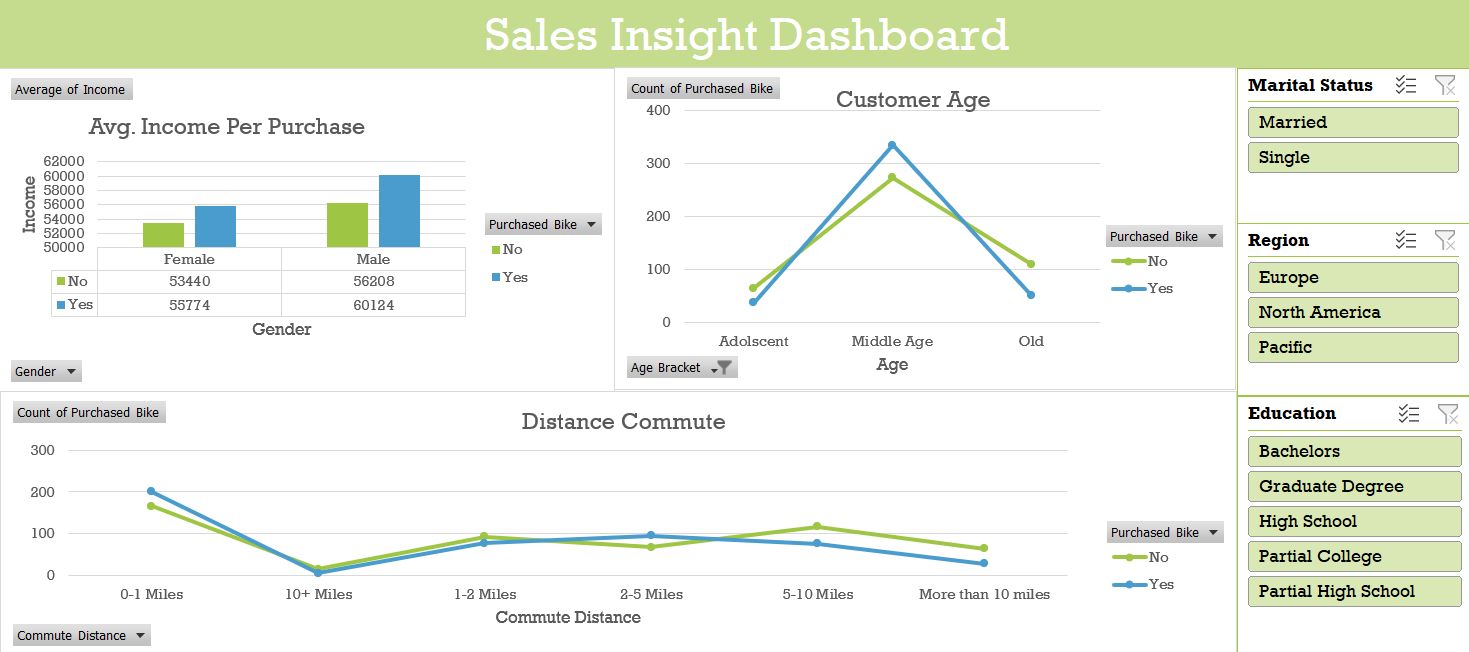 Sales Insight Dashboard
Average of Income
Avg. Income Per Purchase
Income
62000
60000
58000
56000
54000
52000
50000
Female Male
No 53440 56208
Yes 55774 60124
Gender
Purchased Bike
No
Yes
Gender
Count of Purchased Bike
Customer Age
400
300
200
100
0
Adolscent Middle Age Old
Age
Age Bracket
Purchased Bike
No
Yes
Count of Purchased Bike
Distance Commute
300
200
100
0
0-1 Miles 10+ Miles 1-2 Miles 2-5 Miles 5-10 Miles More than 10 miles
Commute Distance
Commute Distance
Purchased Bike
No
Yes
Marital Status
Married
Single
Region
Europe
North America
Pacific
Education
Bachelors
Graduate Degree
High School
Partial College
Partial High School